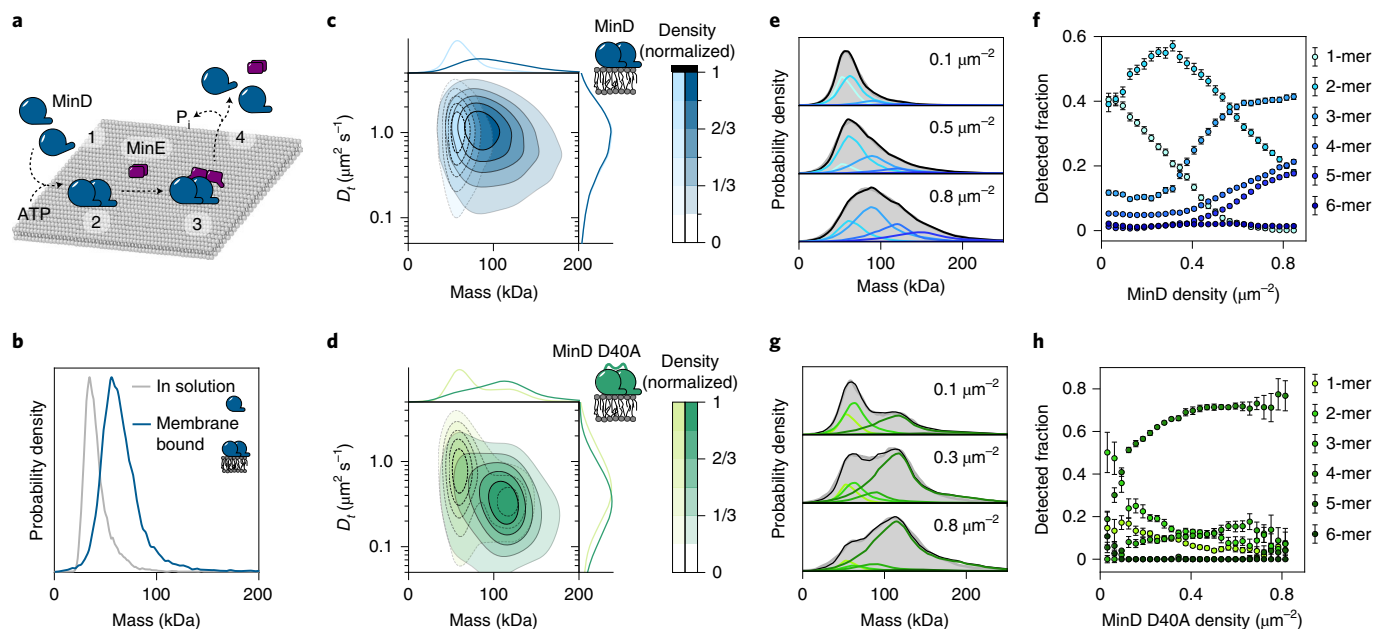 a
MinD
1
MinE
Pi
4
ATP
2
3
b
Probability density
In solution
Membrane
bound
0
100
200
Mass (kDa)
c
MinD
Density
(normalized)
Dt (μm² s⁻¹)
1.0
0.1
0
100
200
Mass (kDa)
1
2/3
1/3
0
d
MinD D40A
Density
(normalized)
Dt (μm² s⁻¹)
1.0
0.1
0
100
200
Mass (kDa)
1
2/3
1/3
0
e
Probability density
0.1 μm⁻²
0.5 μm⁻²
0.8 μm⁻²
0
100
200
Mass (kDa)
f
Detected fraction
0.6
0.4
0.2
0
0
0.4
0.8
MinD density (μm⁻²)
1-mer
2-mer
3-mer
4-mer
5-mer
6-mer
g
Probability density
0.1 μm⁻²
0.3 μm⁻²
0.8 μm⁻²
0
100
200
Mass (kDa)
h
Detected fraction
0.8
0.6
0.4
0.2
0
0
0.4
0.8
MinD D40A density (μm⁻²)
1-mer
2-mer
3-mer
4-mer
5-mer
6-mer